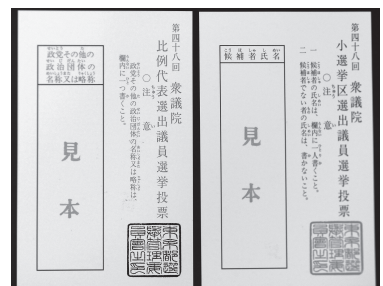 第四十八回 衆議院
小選挙区選出議員選挙投票
○注意
一 候補者の氏名は、欄内に一人書くこと。
二 候補者でない者の氏名は、書かないこと。
候補者氏名
見本
第四十八回 衆議院
比例代表選出議員選挙投票
○注意
政党その他の政治団体の名称又は略称は、
欄内に一つ書くこと。
政党その他の
政治団体の
名称又は略称
見本